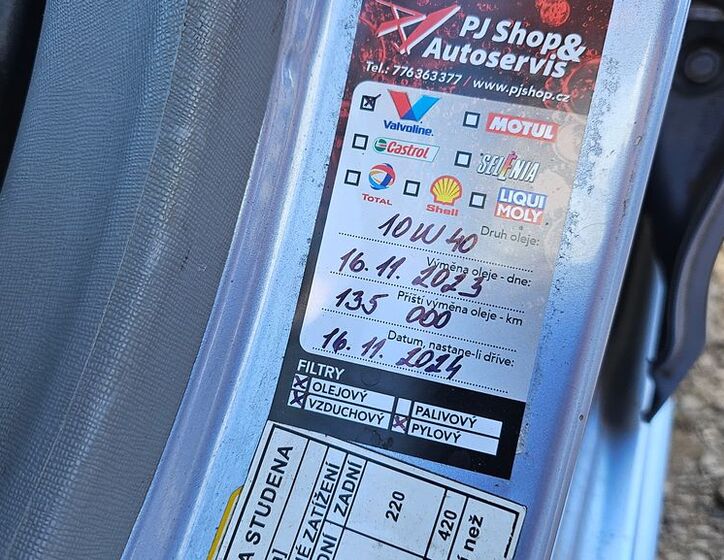 PJ Shop&
Autoservis
Tel.: 776 363 377 / www.pjshop.cz
Valvoline.
MOTUL
Castrol
SELENIA
TOTAL
Shell
LIQUI
MOLY
Druh oleje:
10W40
Výměna oleje - dne:
16. 11. 2023
Příští výměna oleje - km
135 000
Datum, nastane-li dříve:
16. 11. 2024
FILTRY
OLEJOVÝ
PALIVOVÝ
VZDUCHOVÝ
PYLOVÝ
A STUDENA
É ZATÍŽENÍ
DNÍ
ZADNÍ
220
420
í než